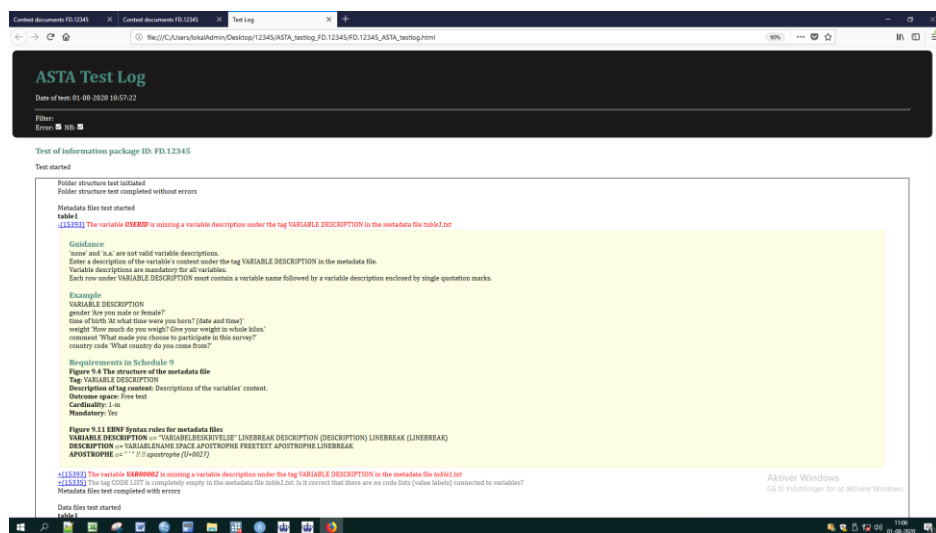 Context documents FD.12345
Context documents FD.12345
Test Log
file:///C:/Users/lokalAdmin/Desktop/12345/ASTA_testlog_FD.12345/FD.12345_ASTA_testlog.html
90%
ASTA Test Log
Date of test: 01-08-2020 10:57:22
Filter:
Error: NB:
Test of information package ID: FD.12345
Test started
Folder structure test initiated
Folder structure test completed without errors
Metadata files test started
table1
-(15393) The variable USERID is missing a variable description under the tag VARIABLE DESCRIPTION in the metadata file table1.txt
Guidance
'none' and 'n.a.' are not valid variable descriptions.
Enter a description of the variable's content under the tag VARIABLE DESCRIPTION in the metadata file.
Variable descriptions are mandatory for all variables.
Each row under VARIABLE DESCRIPTION must contain a variable name followed by a variable description enclosed by single quotation marks.
Example
VARIABLE DESCRIPTION
gender 'Are you male or female?'
time of birth 'At what time were you born? (date and time)'
weight 'How much do you weigh? Give your weight in whole kilos.'
comment 'What made you choose to participate in this survey?'
country code 'What country do you come from?'
Requirements in Schedule 9
Figure 9.4 The structure of the metadata file
Tag: VARIABLE DESCRIPTION
Description of tag content: Descriptions of the variables' content.
Outcome space: Free text
Cardinality: 1-m
Mandatory: Yes
Figure 9.11 EBNF Syntax rules for metadata files
VARIABLE DESCRIPTION ::= "VARIABELBESKRIVELSE" LINEBREAK DESCRIPTION {DESCRIPTION} LINEBREAK {LINEBREAK}
DESCRIPTION ::= VARIABLENAME SPACE APOSTROPHE FREETEXT APOSTROPHE LINEBREAK
APOSTROPHE ::= " ' " !! !! apostrophe (U+0027)
+(15393) The variable VAR00002 is missing a variable description under the tag VARIABLE DESCRIPTION in the metadata file table1.txt
+(15335) The tag CODE LIST is completely empty in the metadata file table1.txt. Is it correct that there are no code lists (value labels) connected to variables?
Metadata files test completed with errors
Data files test started
table1
Aktivér Windows
Gå til Indstillinger for at aktivere Windows.
11:06
01-08-2020